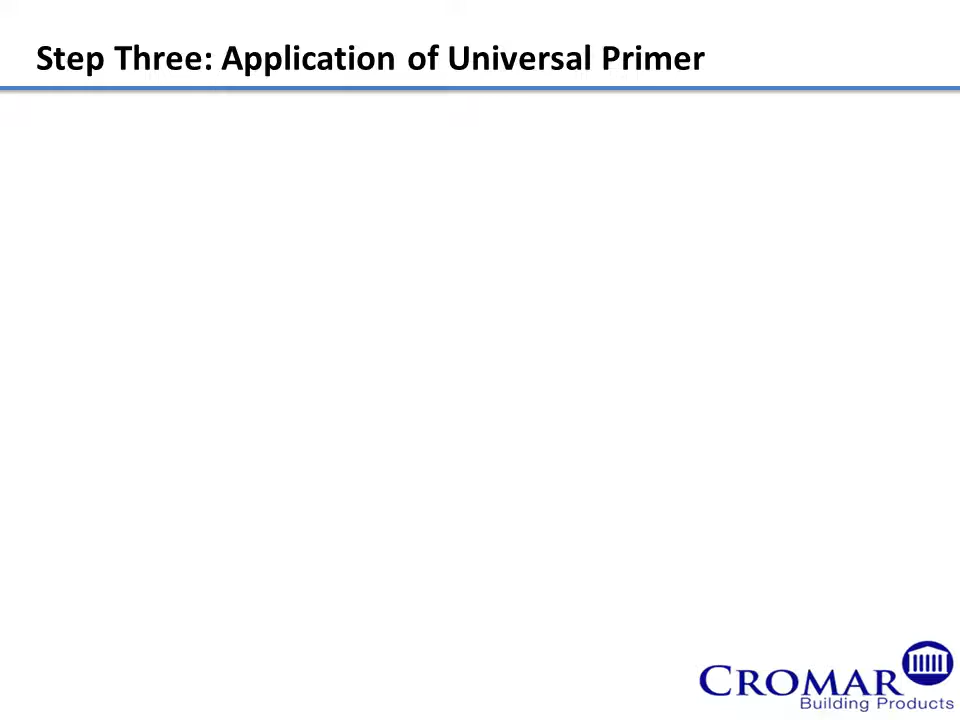 Step Three: Application of Universal Primer
CROMAR
Building Products